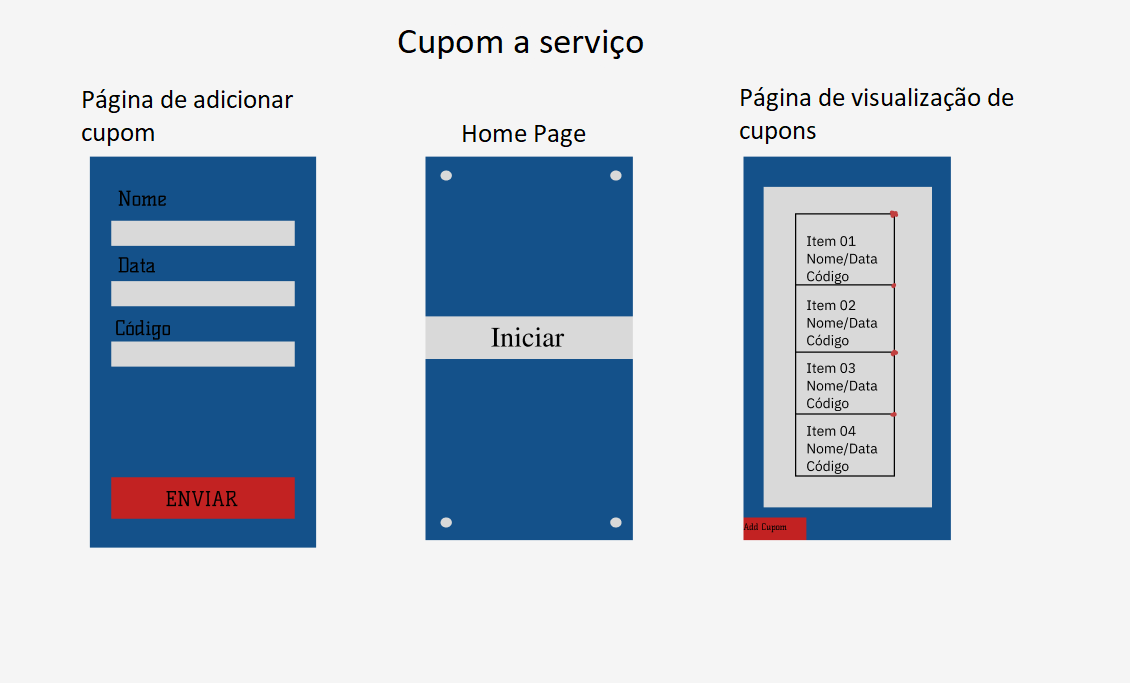 Cupom a serviço
Página de adicionar
cupom
Nome
Data
Código
ENVIAR
Home Page
Iniciar
Página de visualização de
cupons
Item 01
Nome/Data
Código
Item 02
Nome/Data
Código
Item 03
Nome/Data
Código
Item 04
Nome/Data
Código
Add Cupom